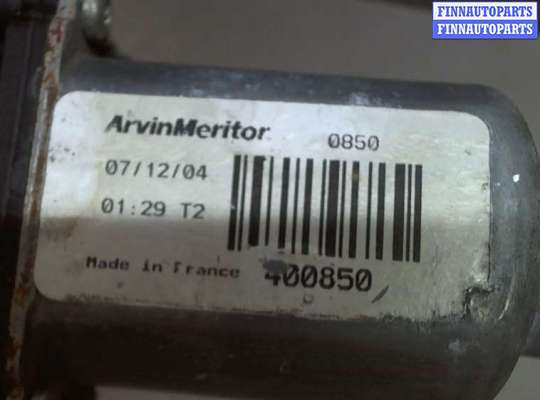 FINNAUTOPARTS
FINNAUTOPARTS
ArvinMeritor 0850
07/12/04
01:29 T2
Made in france 400850